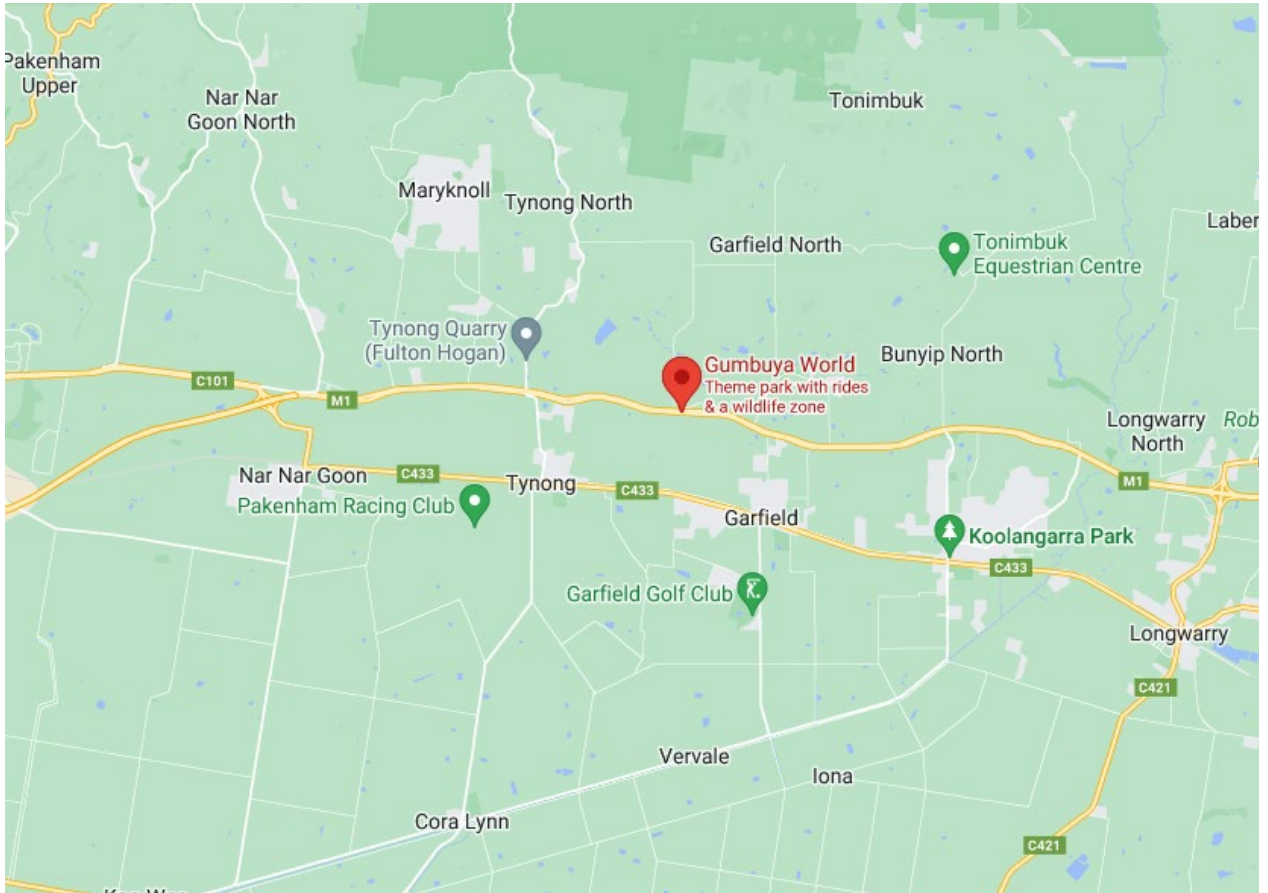 Pakenham
Upper
Nar Nar
Goon North
Tonimbuk
Maryknoll
Tynong North
Laber
Garfield North
Tonimbuk
Equestrian Centre
Tynong Quarry
(Fulton Hogan)
Bunyip North
Gumbuya World
Theme park with rides
& a wildlife zone
C101
M1
Longwarry
North
Rob
Nar Nar Goon
C433
Tynong
C433
M1
Pakenham Racing Club
Garfield
Koolangarra Park
C433
Garfield Golf Club
Longwarry
C421
Vervale
Iona
Cora Lynn
C421